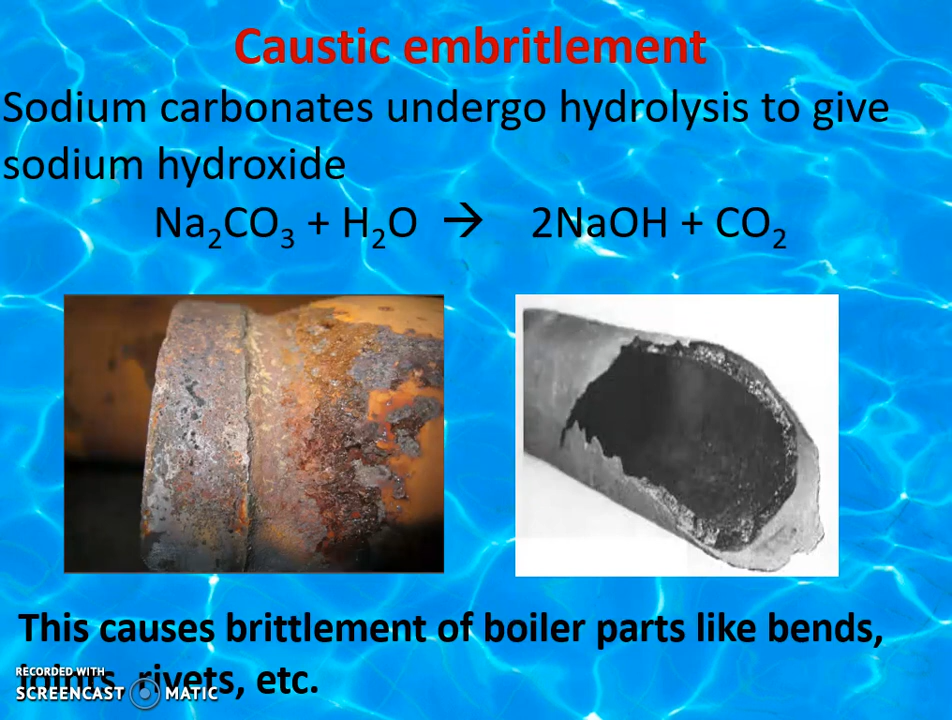 Caustic embritlement
Sodium carbonates undergo hydrolysis to give
sodium hydroxide
Na₂CO₃ + H₂O → 2NaOH + CO₂
This causes brittlement of boiler parts like bends,
joints, rivets, etc.
RECORDED WITH
SCREENCAST MATIC